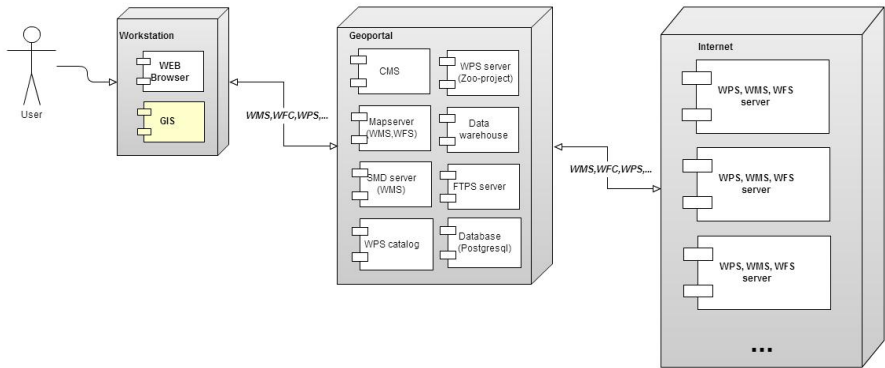 User
Workstation
WEB
Browser
GIS
WMS,WFC,WPS,...
Geoportal
CMS
WPS server
(Zoo-project)
Mapserver
(WMS,WFS)
Data
warehouse
SMD server
(WMS)
FTPS server
WPS catalog
Database
(Postgresql)
WMS,WFC,WPS,...
Internet
WPS, WMS, WFS
server
WPS, WMS, WFS
server
WPS, WMS, WFS
server
...